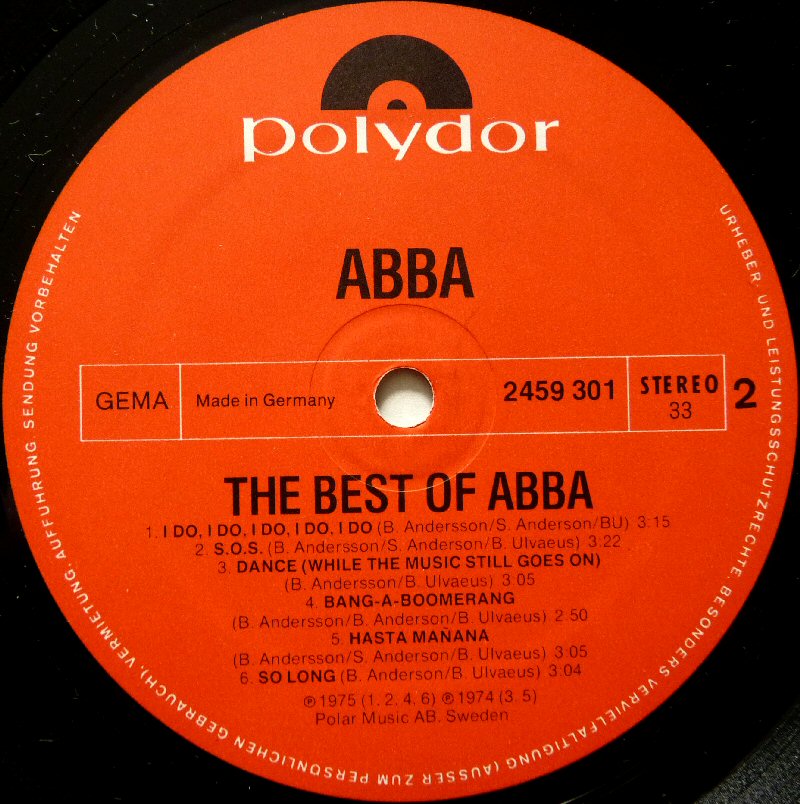 polydor
ABBA
GEMA
Made in Germany
2459 301
STEREO
33
2
THE BEST OF ABBA
1. I DO, I DO, I DO, I DO, I DO (B. Andersson/S. Anderson/BU) 3:15
2. S.O.S. (B. Andersson/S. Anderson/B. Ulvaeus) 3:22
3. DANCE (WHILE THE MUSIC STILL GOES ON)
(B. Andersson/B. Ulvaeus) 3:05
4. BANG-A-BOOMERANG
(B. Andersson/B. Anderson/B. Ulvaeus) 2:50
5. HASTA MAÑANA
(B. Andersson/S. Anderson/B. Ulvaeus) 3:05
6. SO LONG (B. Andersson/B. Ulvaeus) 3:04
℗ 1975 (1. 2. 4. 6) ℗ 1974 (3. 5)
Polar Music AB. Sweden
URHEBER- UND LEISTUNGSSCHUTZRECHTE, BESONDERS VERVIELFÄLTIGUNG (AUSSER ZUM PERSÖNLICHEN GEBRAUCH), VERMIETUNG, AUFFÜHRUNG, SENDUNG VORBEHALTEN